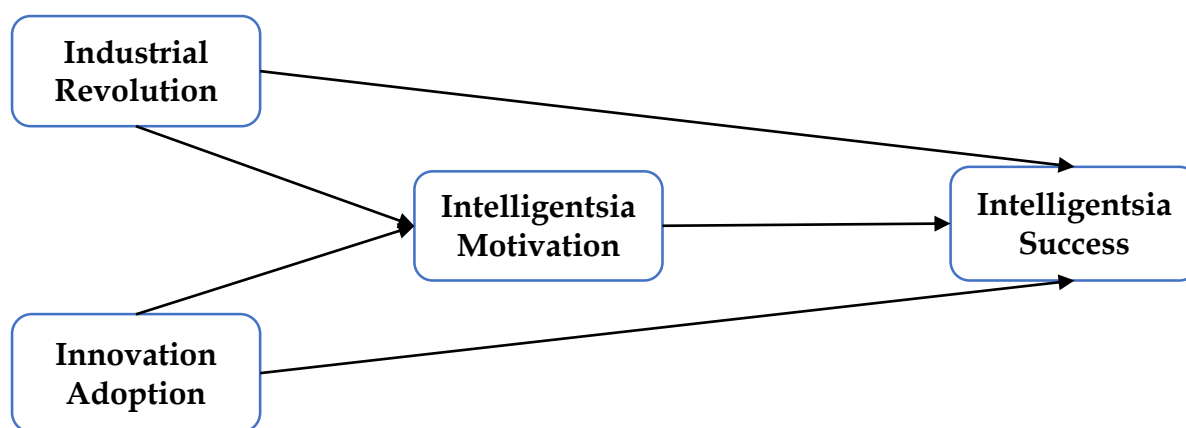 Industrial
Revolution
Intelligentsia
Motivation
Intelligentsia
Success
Innovation
Adoption